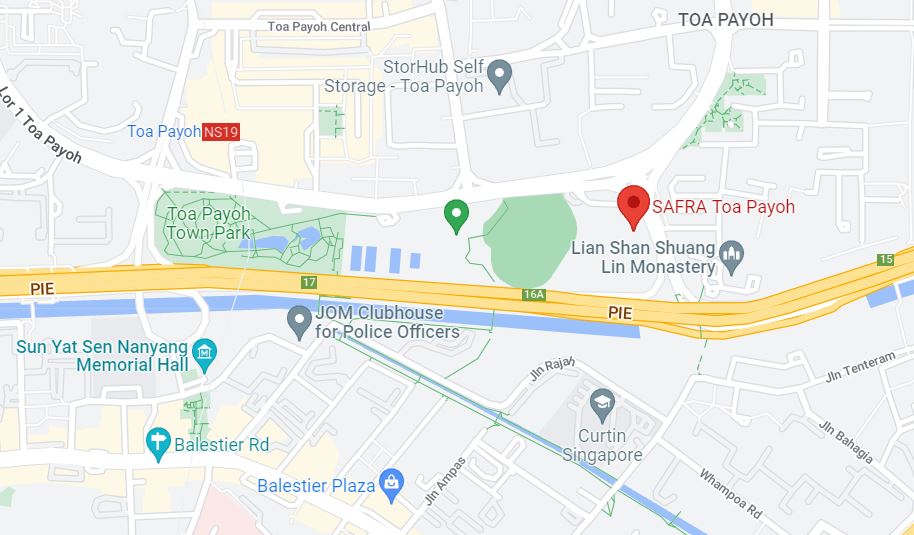 TOA PAYOH
Toa Payoh Central
StorHub Self
Storage - Toa Payoh
Lor 1 Toa Payoh
Toa Payoh NS19
SAFRA Toa Payoh
Toa Payoh
Town Park
Lian Shan Shuang
Lin Monastery
15
17
PIE
16A
PIE
JOM Clubhouse
for Police Officers
Sun Yat Sen Nanyang
Memorial Hall
Jln Rajah
Jln Tenteram
Curtin
Singapore
Jln Bahagia
Balestier Rd
Jln Ampas
Whampoa Rd
Balestier Plaza